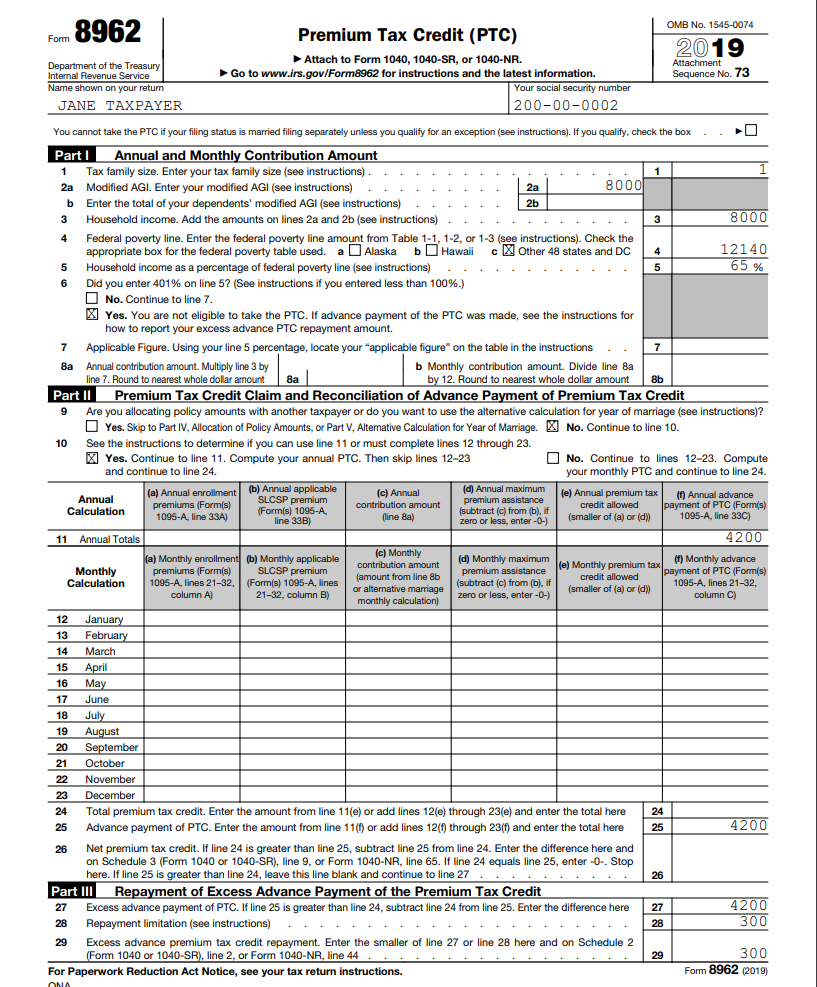 Form 8962
Department of the Treasury
Internal Revenue Service
Premium Tax Credit (PTC)
▶ Attach to Form 1040, 1040-SR, or 1040-NR.
▶ Go to www.irs.gov/Form8962 for instructions and the latest information.
OMB No. 1545-0074
2019
Attachment
Sequence No. 73
Name shown on your return
JANE TAXPAYER
Your social security number
200-00-0002
You cannot take the PTC if your filing status is married filing separately unless you qualify for an exception (see instructions). If you qualify, check the box . . ▶ ☐
Part I Annual and Monthly Contribution Amount
1 Tax family size. Enter your tax family size (see instructions) . . . . . . . . . . . . . . 1 1
2a Modified AGI. Enter your modified AGI (see instructions) . . . . . . . . 2a 8000
b Enter the total of your dependents' modified AGI (see instructions) . . . . . . 2b
3 Household income. Add the amounts on lines 2a and 2b (see instructions) . . . . . . . . . . . . 3 8000
4 Federal poverty line. Enter the federal poverty line amount from Table 1-1, 1-2, or 1-3 (see instructions). Check the
appropriate box for the federal poverty table used. a ☐ Alaska b ☐ Hawaii c ☒ Other 48 states and DC 4 12140
5 Household income as a percentage of federal poverty line (see instructions) . . . . . . . . . . . . 5 65 %
6 Did you enter 401% on line 5? (See instructions if you entered less than 100%.)
☐ No. Continue to line 7.
☒ Yes. You are not eligible to take the PTC. If advance payment of the PTC was made, see the instructions for
how to report your excess advance PTC repayment amount.
7 Applicable Figure. Using your line 5 percentage, locate your "applicable figure" on the table in the instructions . . 7
8a Annual contribution amount. Multiply line 3 by
line 7. Round to nearest whole dollar amount 8a
b Monthly contribution amount. Divide line 8a
by 12. Round to nearest whole dollar amount 8b
Part II Premium Tax Credit Claim and Reconciliation of Advance Payment of Premium Tax Credit
9 Are you allocating policy amounts with another taxpayer or do you want to use the alternative calculation for year of marriage (see instructions)?
☐ Yes. Skip to Part IV, Allocation of Policy Amounts, or Part V, Alternative Calculation for Year of Marriage. ☒ No. Continue to line 10.
10 See the instructions to determine if you can use line 11 or must complete lines 12 through 23.
☒ Yes. Continue to line 11. Compute your annual PTC. Then skip lines 12–23
and continue to line 24.
☐ No. Continue to lines 12–23. Compute
your monthly PTC and continue to line 24.
Annual
Calculation
(a) Annual enrollment
premiums (Form(s)
1095-A, line 33A)
(b) Annual applicable
SLCSP premium
(Form(s) 1095-A,
line 33B)
(c) Annual
contribution amount
(line 8a)
(d) Annual maximum
premium assistance
(subtract (c) from (b), if
zero or less, enter -0-)
(e) Annual premium tax
credit allowed
(smaller of (a) or (d))
(f) Annual advance
payment of PTC (Form(s)
1095-A, line 33C)
11 Annual Totals 4200
Monthly
Calculation
(a) Monthly enrollment
premiums (Form(s)
1095-A, lines 21–32,
column A)
(b) Monthly applicable
SLCSP premium
(Form(s) 1095-A, lines
21–32, column B)
(c) Monthly
contribution amount
(amount from line 8b
or alternative marriage
monthly calculation)
(d) Monthly maximum
premium assistance
(subtract (c) from (b), if
zero or less, enter -0-)
(e) Monthly premium tax
credit allowed
(smaller of (a) or (d))
(f) Monthly advance
payment of PTC (Form(s)
1095-A, lines 21–32,
column C)
12 January
13 February
14 March
15 April
16 May
17 June
18 July
19 August
20 September
21 October
22 November
23 December
24 Total premium tax credit. Enter the amount from line 11(e) or add lines 12(e) through 23(e) and enter the total here 24
25 Advance payment of PTC. Enter the amount from line 11(f) or add lines 12(f) through 23(f) and enter the total here 25 4200
26 Net premium tax credit. If line 24 is greater than line 25, subtract line 25 from line 24. Enter the difference here and
on Schedule 3 (Form 1040 or 1040-SR), line 9, or Form 1040-NR, line 65. If line 24 equals line 25, enter -0-. Stop
here. If line 25 is greater than line 24, leave this line blank and continue to line 27 . . . . . . . . . . 26
Part III Repayment of Excess Advance Payment of the Premium Tax Credit
27 Excess advance payment of PTC. If line 25 is greater than line 24, subtract line 24 from line 25. Enter the difference here 27 4200
28 Repayment limitation (see instructions) . . . . . . . . . . . . . . . . . . 28 300
29 Excess advance premium tax credit repayment. Enter the smaller of line 27 or line 28 here and on Schedule 2
(Form 1040 or 1040-SR), line 2, or Form 1040-NR, line 44 . . . . . . . . . . . . . . 29 300
For Paperwork Reduction Act Notice, see your tax return instructions.
Form 8962 (2019)
QNA